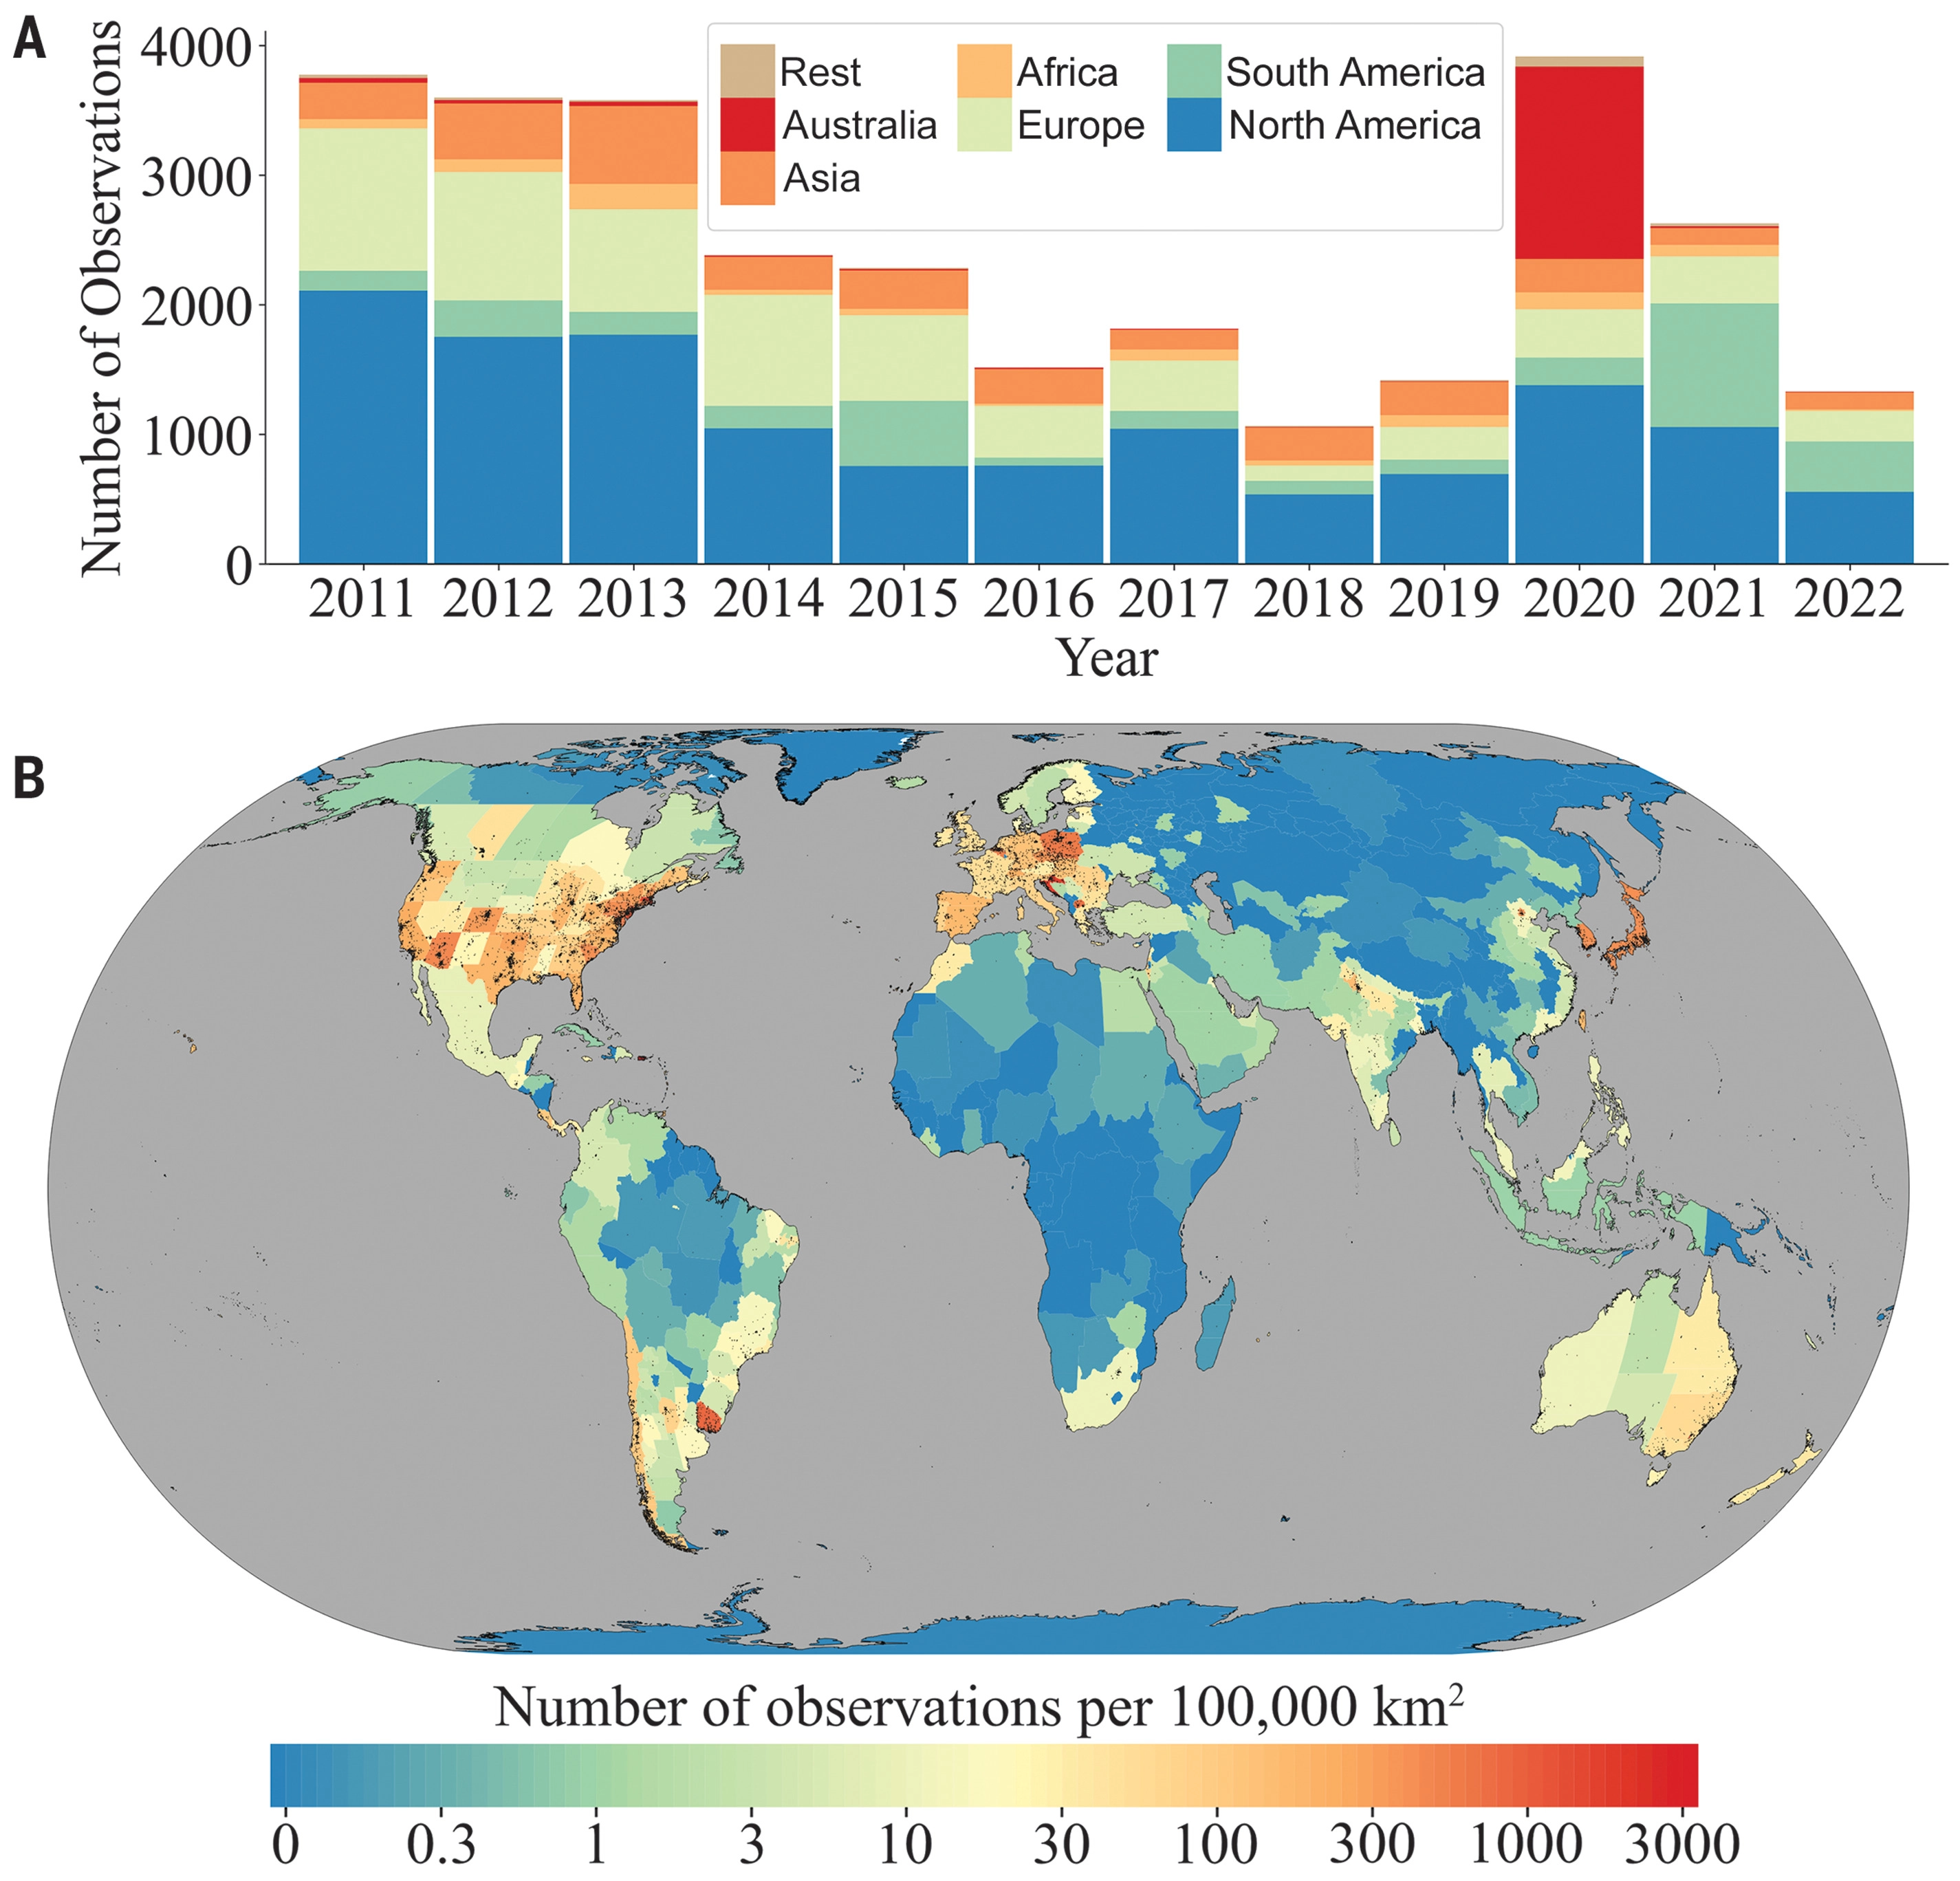 A
Number of Observations
4000
3000
2000
1000
0
Rest
Australia
Asia
Africa
Europe
South America
North America
2011 2012 2013 2014 2015 2016 2017 2018 2019 2020 2021 2022
Year
B
Number of observations per 100,000 km²
0 0.3 1 3 10 30 100 300 1000 3000